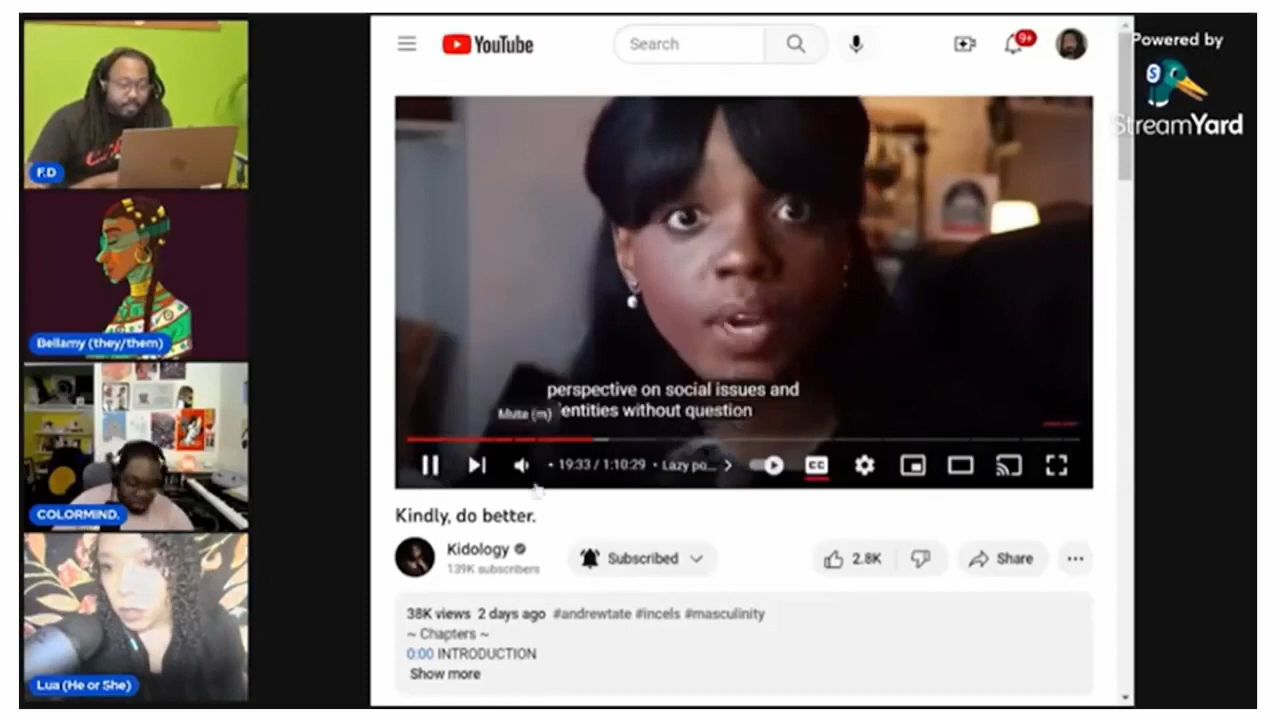 F.D
Bellamy (they/them)
COLORMIND.
Lua (He or She)
YouTube
Search
9+
perspective on social issues and
entities without question
Mute (m)
• 19:33 / 1:10:29 • Lazy po...
CC
Kindly, do better.
Kidology
139K subscribers
Subscribed
2.8K
Share
38K views 2 days ago #andrewtate #incels #masculinity
~ Chapters ~
0:00 INTRODUCTION
Show more
Powered by
S
StreamYard